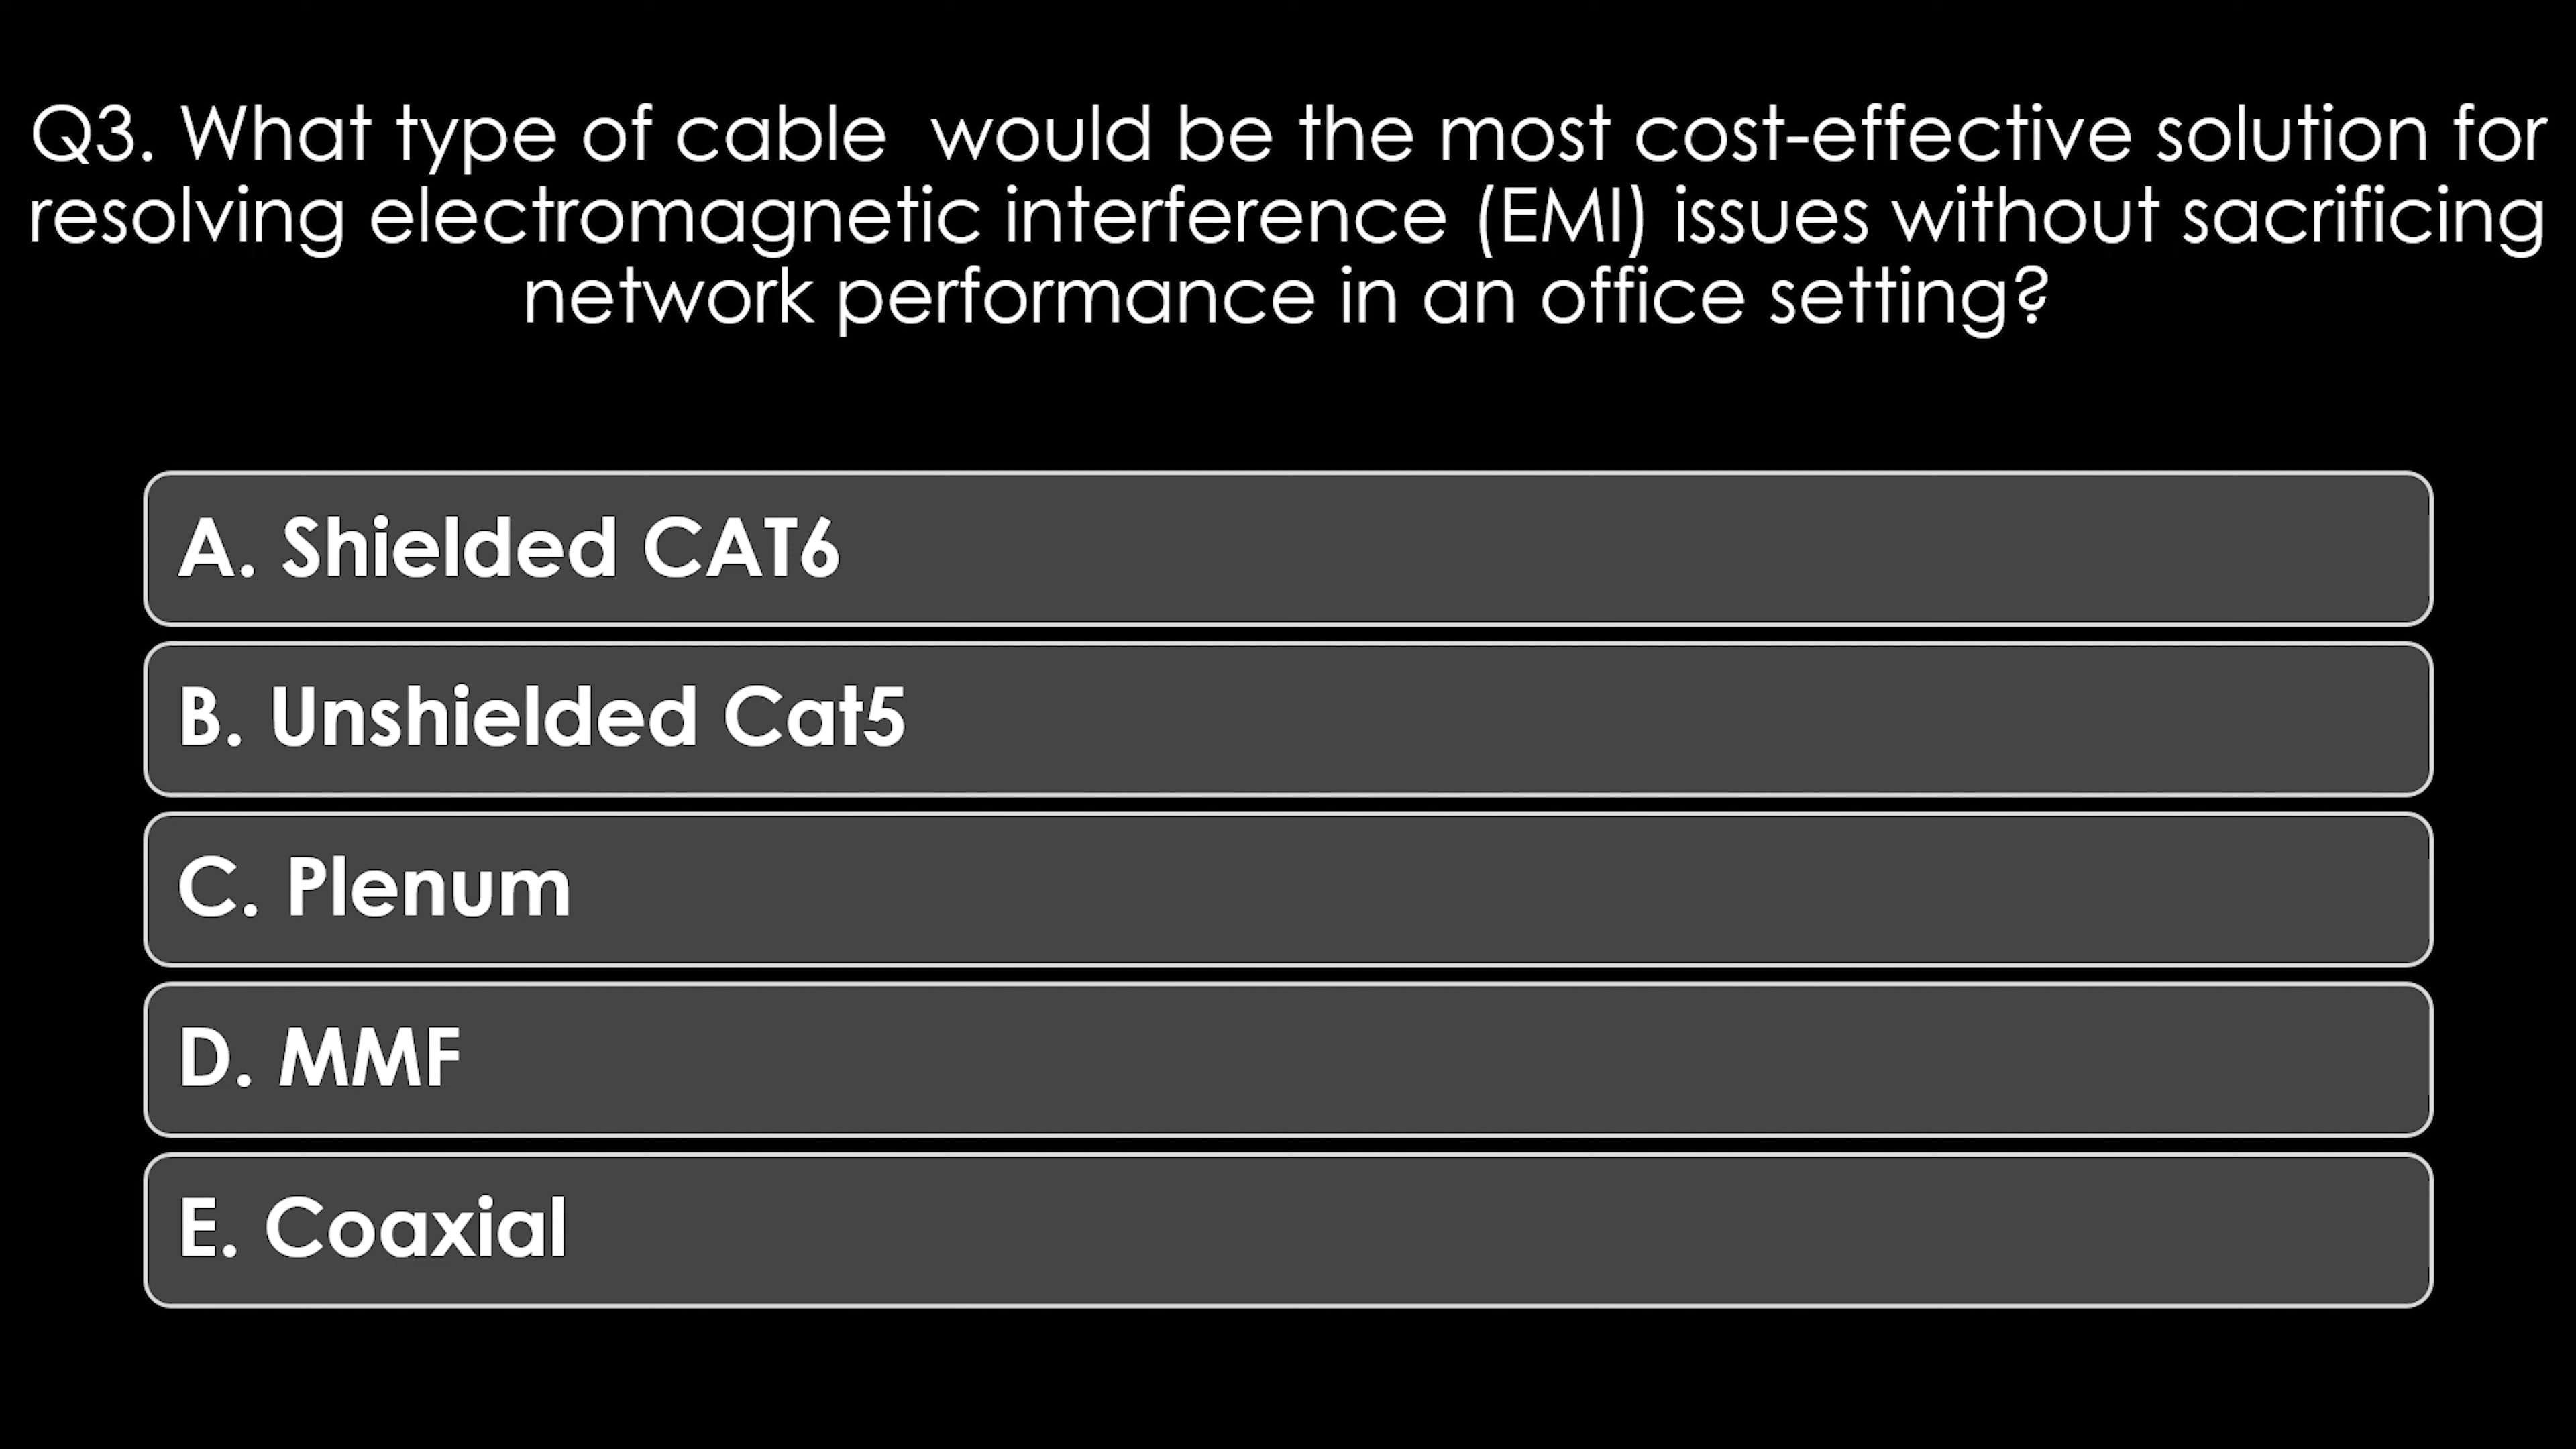 Q3. What type of cable  would be the most cost-effective solution for
resolving electromagnetic interference (EMI) issues without sacrificing
network performance in an office setting?
A. Shielded CAT6
B. Unshielded Cat5
C. Plenum
D. MMF
E. Coaxial